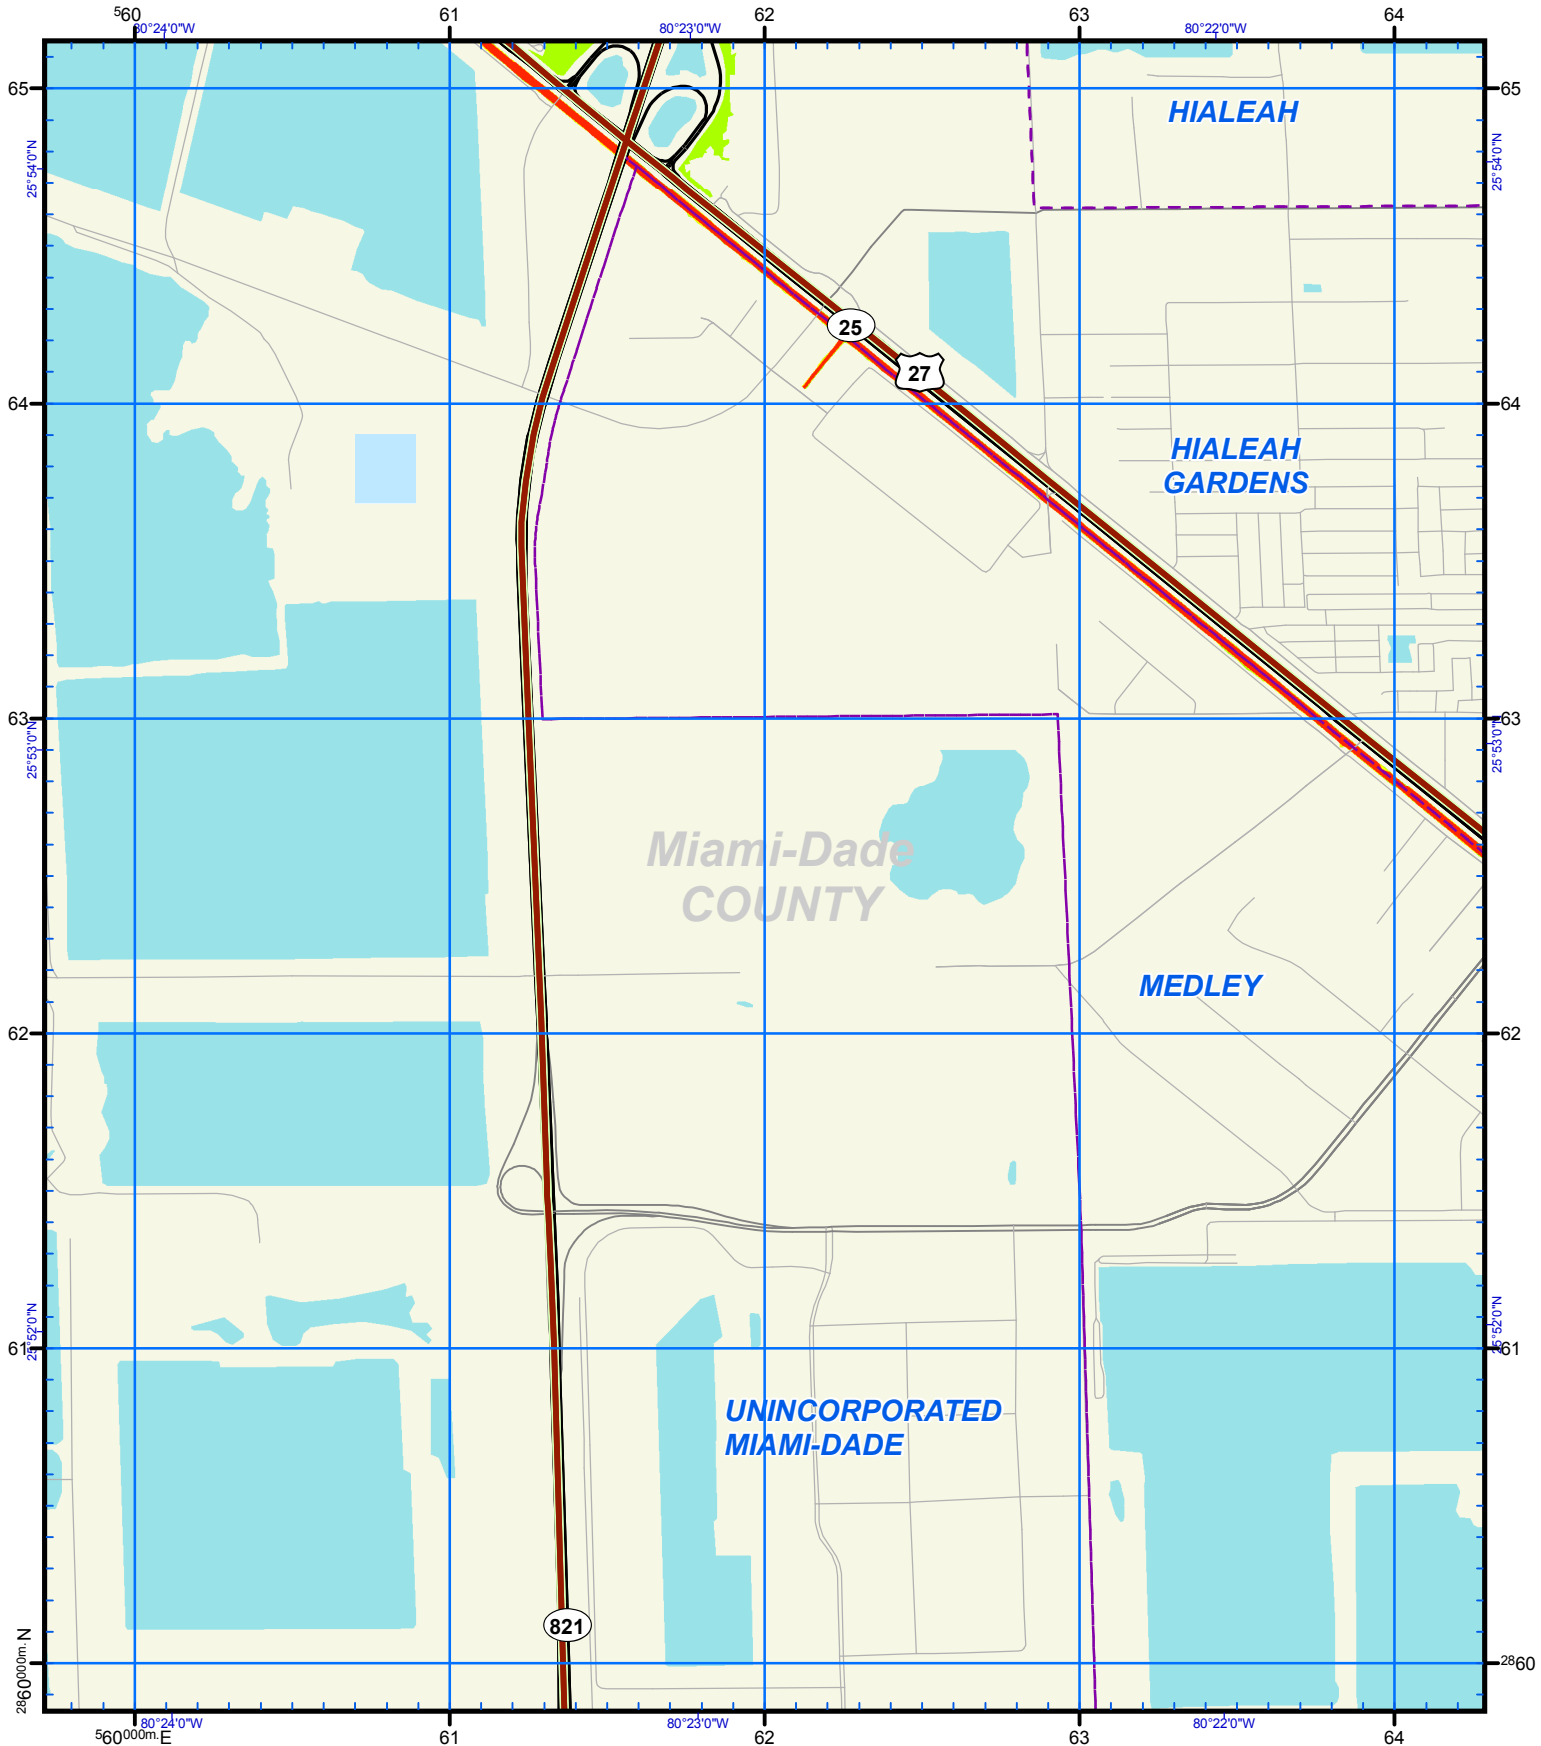 560 61 62 63 64
80°24'0"W 80°23'0"W 80°22'0"W
65 65
HIALEAH
25°54'0"N 25°54'0"N
25
27
64 64
HIALEAH
GARDENS
63 63
25°53'0"N 25°53'0"N
Miami-Dade
COUNTY
MEDLEY
62 62
25°52'0"N 25°52'0"N
61 61
UNINCORPORATED
MIAMI-DADE
821
2860000m. N 2860
80°24'0"W 80°23'0"W 80°22'0"W
560000m. E 61 62 63 64